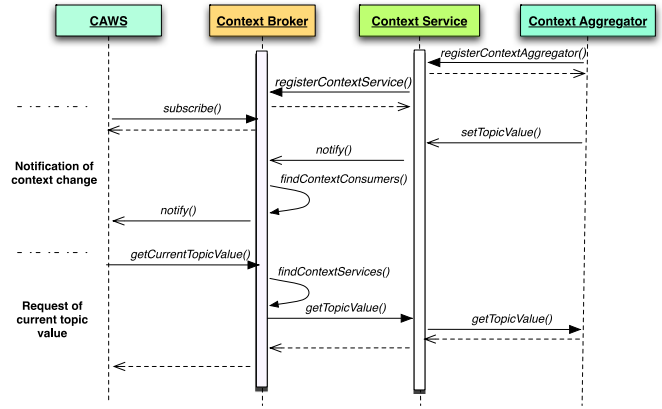 CAWS
Context Broker
Context Service
Context Aggregator
registerContextAggregator()
registerContextService()
subscribe()
setTopicValue()
notify()
Notification of
context change
findContextConsumers()
notify()
getCurrentTopicValue()
findContextServices()
Request of
current topic
value
getTopicValue()
getTopicValue()